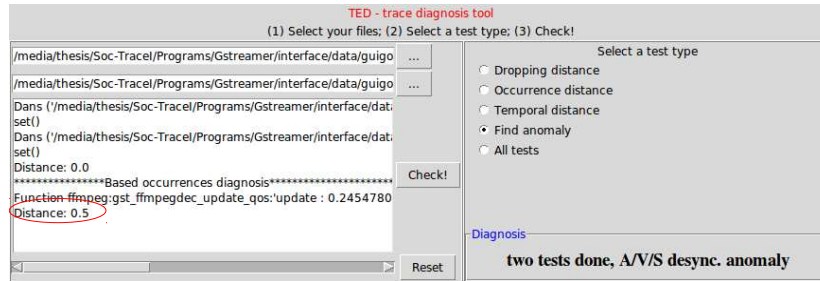 TED - trace diagnosis tool
(1) Select your files; (2) Select a test type; (3) Check!
/media/thesis/Soc-TraceI/Programs/Gstreamer/interface/data/guigo
...
/media/thesis/Soc-TraceI/Programs/Gstreamer/interface/data/guigo
...
Dans ('/media/thesis/Soc-TraceI/Programs/Gstreamer/interface/data
set()
Dans ('/media/thesis/Soc-TraceI/Programs/Gstreamer/interface/data
set()
Distance: 0.0
****************Based occurrences diagnosis**********************
Function ffmpeg:gst_ffmpegdec_update_qos:'update : 0.2454780
Distance: 0.5
Check!
Reset
Select a test type
Dropping distance
Occurrence distance
Temporal distance
Find anomaly
All tests
Diagnosis
two tests done, A/V/S desync. anomaly